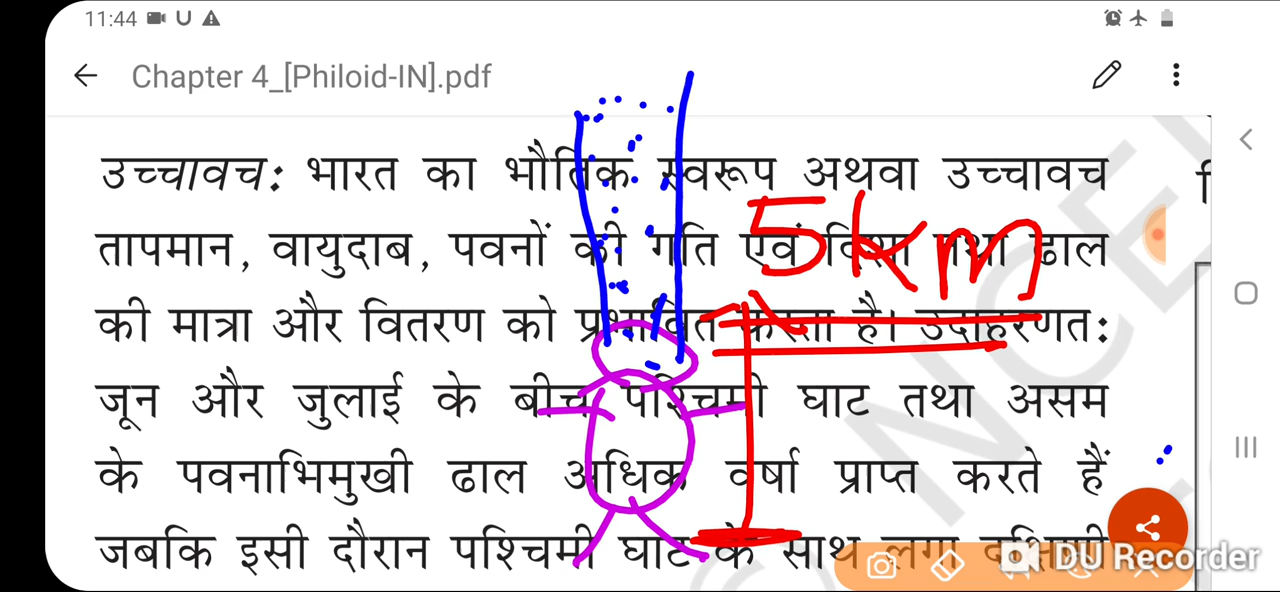 11:44
Chapter 4_[Philoid-IN].pdf
उच्चावच: भारत का भौतिक स्वरूप अथवा उच्चावच
तापमान, वायुदाब, पवनों की गति एवं दिशा तथा ढाल
5km
की मात्रा और वितरण को प्रभावित करता है। उदाहरणत:
जून और जुलाई के बीच पश्चिमी घाट तथा असम
के पवनाभिमुखी ढाल अधिक वर्षा प्राप्त करते हैं
जबकि इसी दौरान पश्चिमी घाट के साथ लगा दक्षिणी
DU Recorder